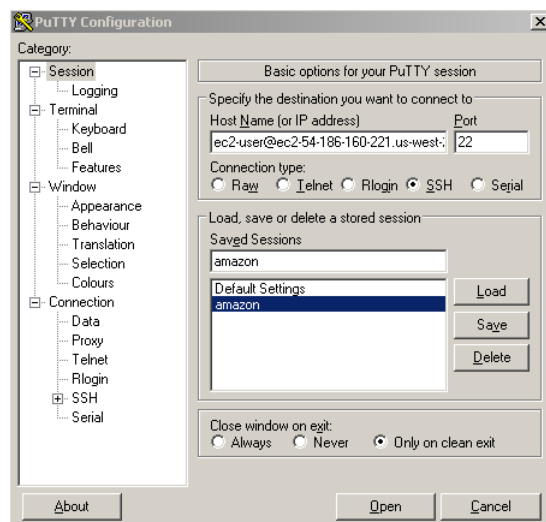 PuTTY Configuration
Category:
Session
Logging
Terminal
Keyboard
Bell
Features
Window
Appearance
Behaviour
Translation
Selection
Colours
Connection
Data
Proxy
Telnet
Rlogin
SSH
Serial
Basic options for your PuTTY session
Specify the destination you want to connect to
Host Name (or IP address) Port
ec2-user@ec2-54-186-160-221.us-west-2 22
Connection type:
Raw Telnet Rlogin SSH Serial
Load, save or delete a stored session
Saved Sessions
amazon
Default Settings
amazon
Load
Save
Delete
Close window on exit:
Always Never Only on clean exit
About Open Cancel